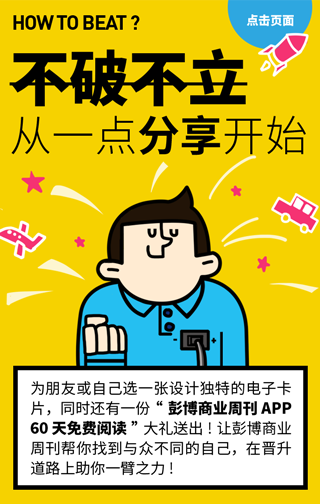 HOW TO BEAT ?
点击页面
不破不立
从一点分享开始
为朋友或自己选一张设计独特的电子卡
片，同时还有一份“ 彭博商业周刊 APP
60 天免费阅读 ”大礼送出 ! 让彭博商业
周刊帮你找到与众不同的自己，在晋升
道路上助你一臂之力 !